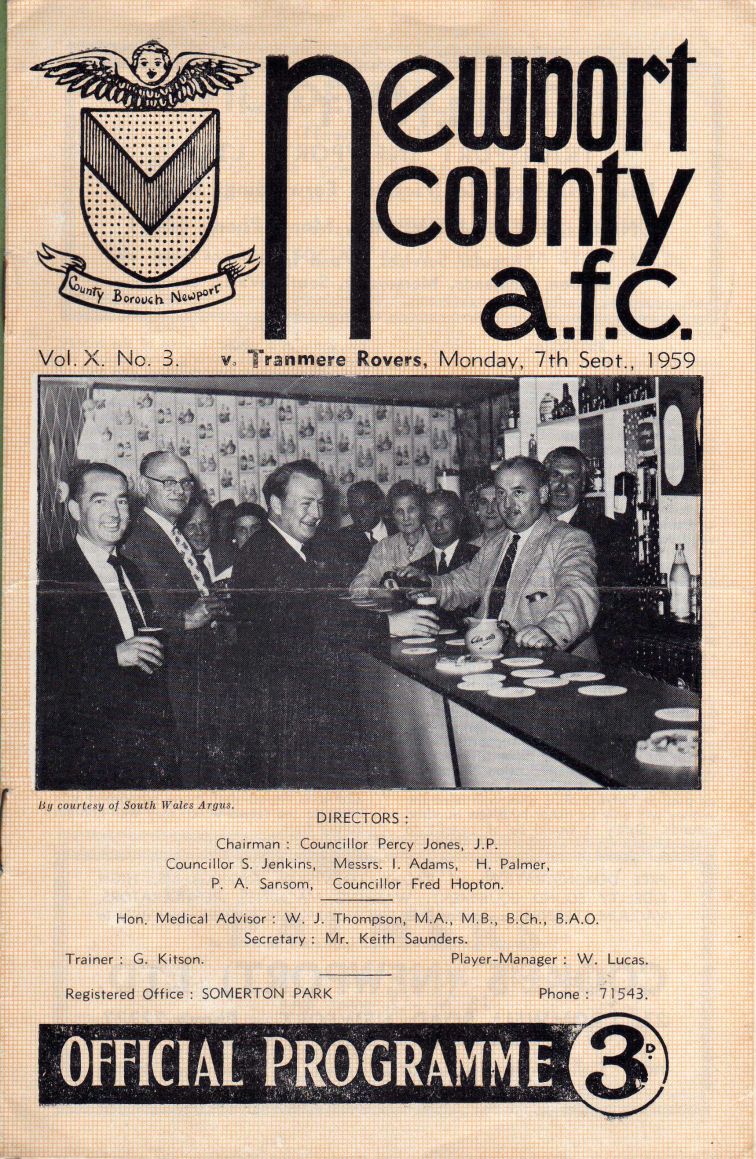 newport
county
a.f.c.
County Borough Newport
Vol. X. No. 3. v. Tranmere Rovers, Monday, 7th Sept., 1959
By courtesy of South Wales Argus.
DIRECTORS :
Chairman : Councillor Percy Jones, J.P.
Councillor S. Jenkins, Messrs. I. Adams, H. Palmer,
P. A. Sansom, Councillor Fred Hopton.
Hon. Medical Advisor : W. J. Thompson, M.A., M.B., B.Ch., B.A.O.
Secretary : Mr. Keith Saunders.
Trainer : G. Kitson. Player-Manager : W. Lucas.
Registered Office : SOMERTON PARK Phone : 71543.
OFFICIAL PROGRAMME 3D.